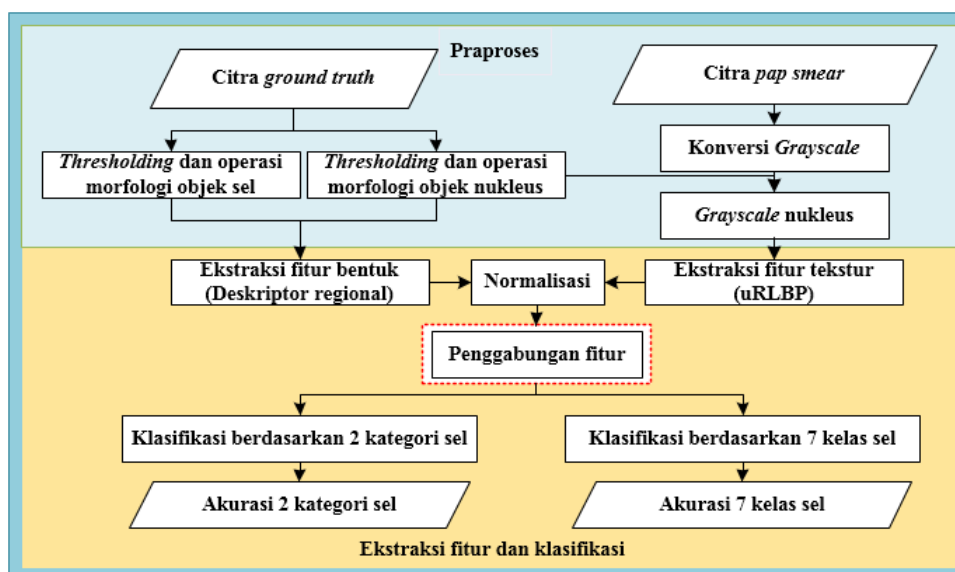 Praproses
Citra ground truth
Citra pap smear
Konversi Grayscale
Thresholding dan operasi
morfologi objek sel
Thresholding dan operasi
morfologi objek nukleus
Grayscale nukleus
Ekstraksi fitur bentuk
(Deskriptor regional)
Normalisasi
Ekstraksi fitur tekstur
(uRLBP)
Penggabungan fitur
Klasifikasi berdasarkan 2 kategori sel
Klasifikasi berdasarkan 7 kelas sel
Akurasi 2 kategori sel
Akurasi 7 kelas sel
Ekstraksi fitur dan klasifikasi